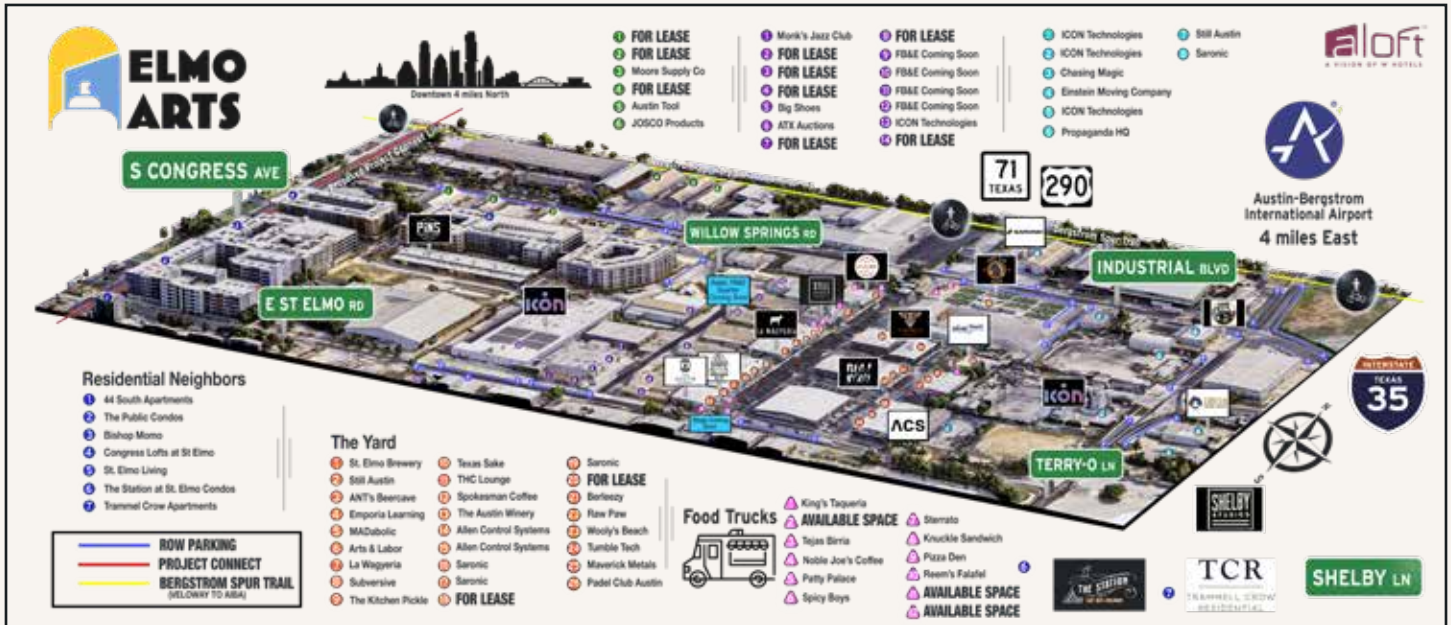 ELMO
ARTS
Downtown 4 miles North
1 FOR LEASE
2 FOR LEASE
3 Moore Supply Co
4 FOR LEASE
5 Austin Tool
6 JOSCO Products
1 Monk's Jazz Club
2 FOR LEASE
3 FOR LEASE
4 FOR LEASE
5 Big Shoes
6 ATX Auctions
7 FOR LEASE
8 FOR LEASE
9 FB&E Coming Soon
10 FB&E Coming Soon
11 FB&E Coming Soon
12 FB&E Coming Soon
13 ICON Technologies
14 FOR LEASE
1 ICON Technologies
2 ICON Technologies
3 Chasing Magic
4 Einstein Moving Company
5 ICON Technologies
6 Propaganda HQ
7 Still Austin
8 Saronic
aloft
A VISION OF W HOTELS
Austin-Bergstrom
International Airport
4 miles East
71
TEXAS
290
S CONGRESS AVE
WILLOW SPRINGS RD
INDUSTRIAL BLVD
E ST ELMO RD
TERRY-O LN
PiNS
ICON
LA WAGYERIA
ICON
ACS
INTERSTATE
TEXAS
35
SHELBY
STUDIOS
SHELBY LN
Residential Neighbors
1 44 South Apartments
2 The Public Condos
3 Bishop Momo
4 Congress Lofts at St Elmo
5 St. Elmo Living
6 The Station at St. Elmo Condos
7 Trammel Crow Apartments
ROW PARKING
PROJECT CONNECT
BERGSTROM SPUR TRAIL
(VELOWAY TO ABIA)
The Yard
St. Elmo Brewery
Still Austin
ANT's Beercave
Emporia Learning
MADabolic
Arts & Labor
La Wagyeria
Subversive
The Kitchen Pickle
Texas Sake
THC Lounge
Spokesman Coffee
The Austin Winery
Allen Control Systems
Allen Control Systems
Saronic
Saronic
FOR LEASE
Saronic
FOR LEASE
Berleezy
Raw Paw
Wooly's Beach
Tumble Tech
Maverick Metals
Padel Club Austin
Food Trucks
King's Taqueria
AVAILABLE SPACE
Tejas Birria
Noble Joe's Coffee
Patty Palace
Spicy Boys
Sterrato
Knuckle Sandwich
Pizza Den
Reem's Falafel
AVAILABLE SPACE
AVAILABLE SPACE
6
THE STATION
7
TCR
TRAMMELL CROW
RESIDENTIAL